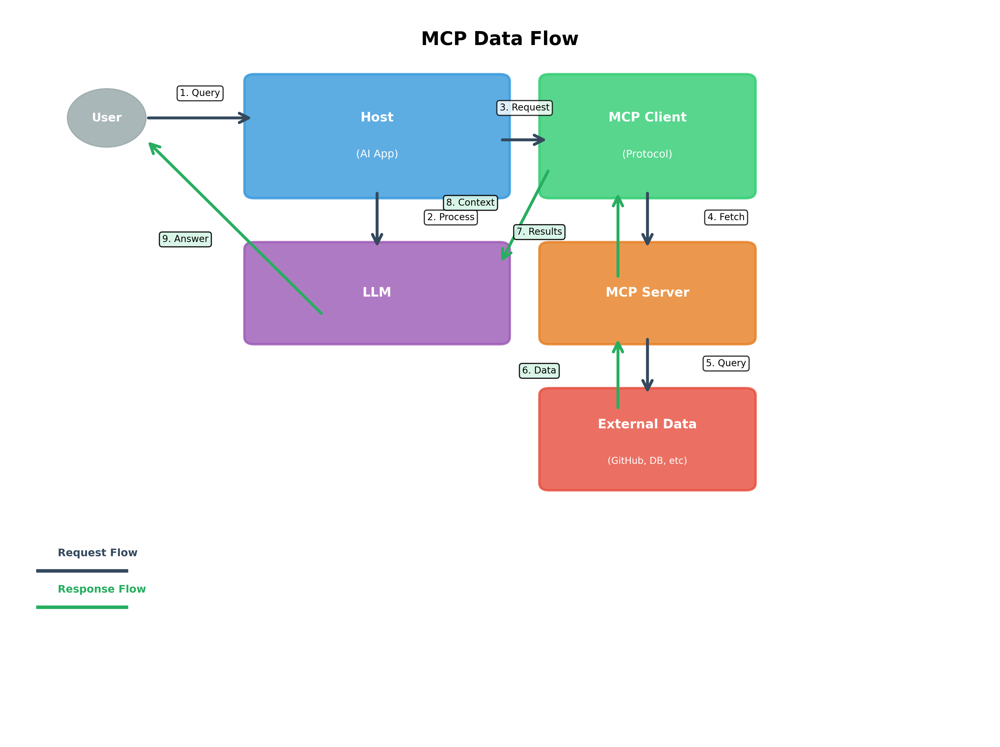 MCP Data Flow
1. Query
User
Host
(AI App)
3. Request
MCP Client
(Protocol)
8. Context
2. Process
4. Fetch
7. Results
9. Answer
LLM
MCP Server
6. Data
5. Query
External Data
(GitHub, DB, etc)
Request Flow
Response Flow